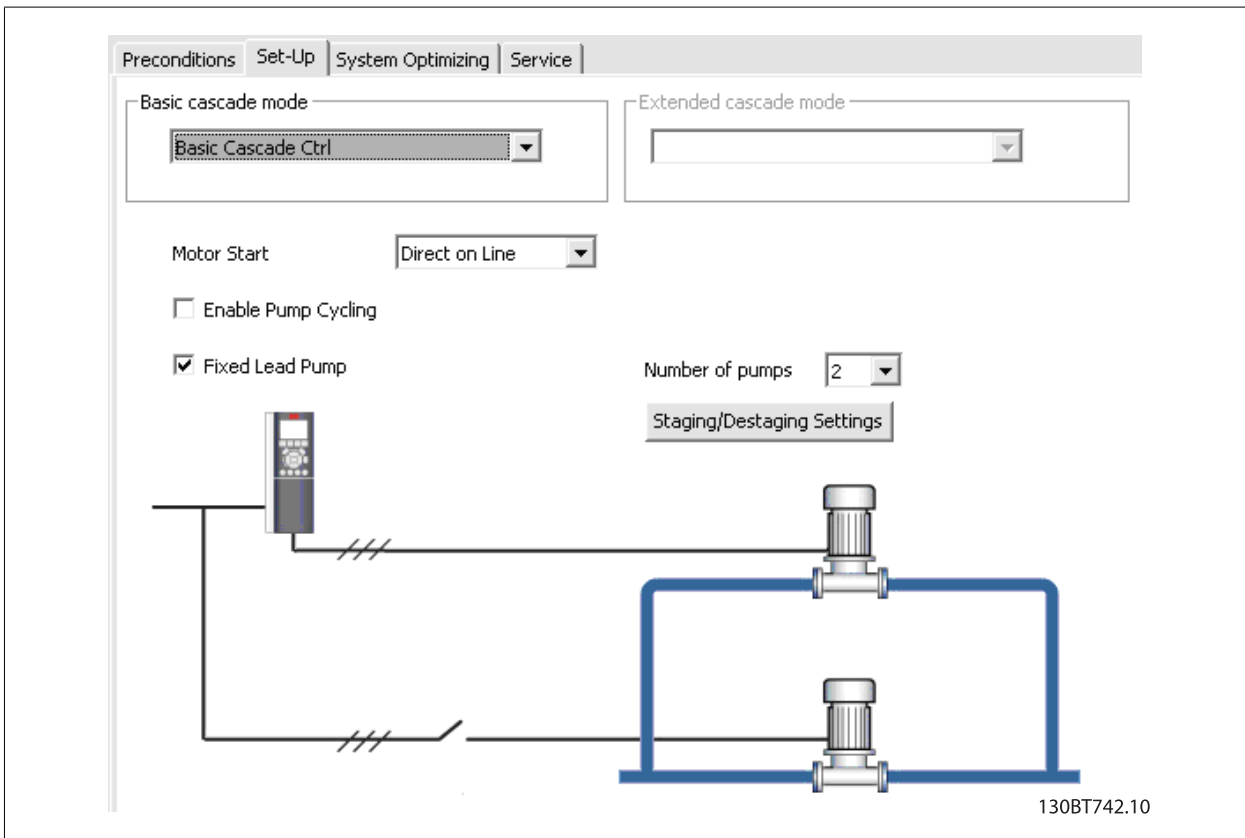 Preconditions Set-Up System Optimizing Service
Basic cascade mode Extended cascade mode
Basic Cascade Ctrl
Motor Start Direct on Line
Enable Pump Cycling
Fixed Lead Pump Number of pumps 2
Staging/Destaging Settings
130BT742.10